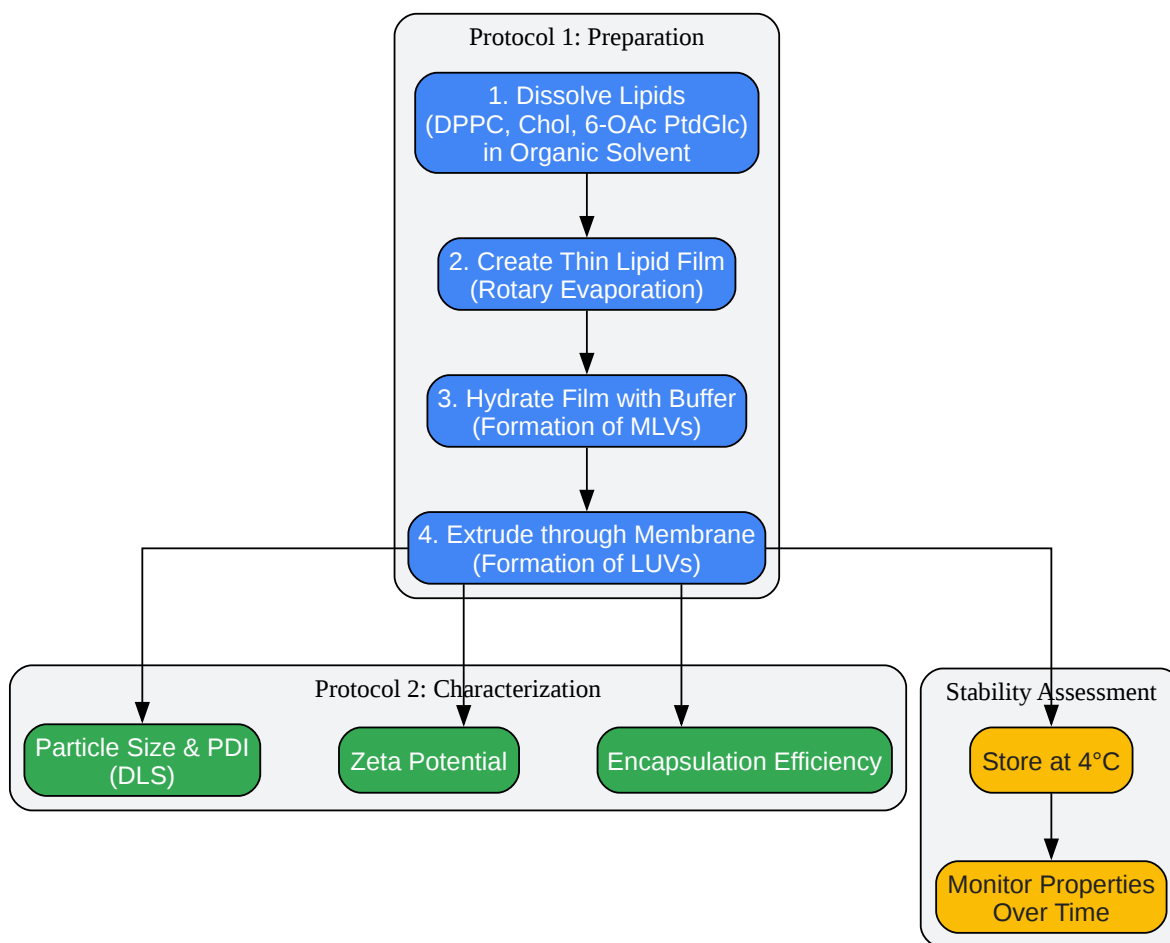 Protocol 1: Preparation
1. Dissolve Lipids
(DPPC, Chol, 6-OAc PtdGlc)
in Organic Solvent
2. Create Thin Lipid Film
(Rotary Evaporation)
3. Hydrate Film with Buffer
(Formation of MLVs)
4. Extrude through Membrane
(Formation of LUVs)
Protocol 2: Characterization
Particle Size & PDI
(DLS)
Zeta Potential
Encapsulation Efficiency
Stability Assessment
Store at 4°C
Monitor Properties
Over Time